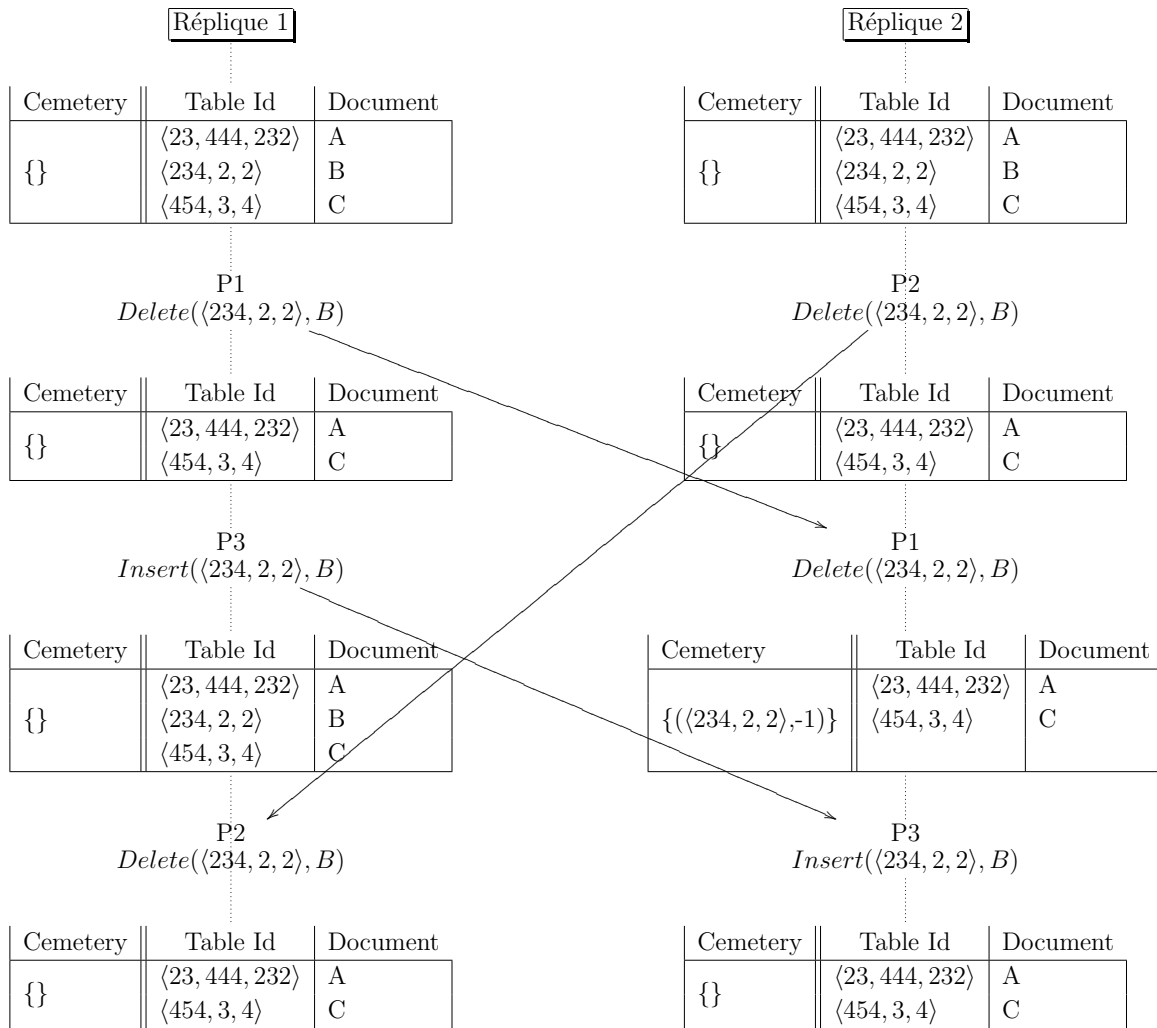 Réplique 1 Réplique 2
Cemetery Table Id Document Cemetery Table Id Document
⟨23, 444, 232⟩ A ⟨23, 444, 232⟩ A
{} ⟨234, 2, 2⟩ B {} ⟨234, 2, 2⟩ B
⟨454, 3, 4⟩ C ⟨454, 3, 4⟩ C
P1 P2
Delete(⟨234, 2, 2⟩, B) Delete(⟨234, 2, 2⟩, B)
Cemetery Table Id Document Cemetery Table Id Document
{} ⟨23, 444, 232⟩ A {} ⟨23, 444, 232⟩ A
⟨454, 3, 4⟩ C ⟨454, 3, 4⟩ C
P3 P1
Insert(⟨234, 2, 2⟩, B) Delete(⟨234, 2, 2⟩, B)
Cemetery Table Id Document Cemetery Table Id Document
⟨23, 444, 232⟩ A ⟨23, 444, 232⟩ A
{} ⟨234, 2, 2⟩ B {(⟨234, 2, 2⟩,-1)} ⟨454, 3, 4⟩ C
⟨454, 3, 4⟩ C
P2 P3
Delete(⟨234, 2, 2⟩, B) Insert(⟨234, 2, 2⟩, B)
Cemetery Table Id Document Cemetery Table Id Document
{} ⟨23, 444, 232⟩ A {} ⟨23, 444, 232⟩ A
⟨454, 3, 4⟩ C ⟨454, 3, 4⟩ C